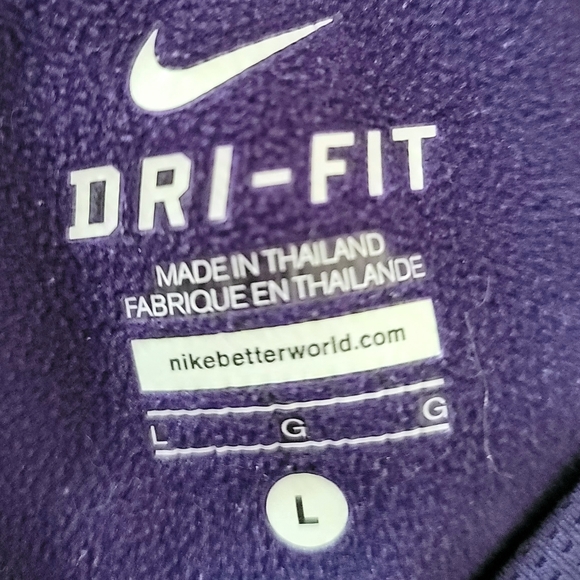 DRI-FIT
MADE IN THAILAND
FABRIQUE EN THAILANDE
nikebetterworld.com
L G G
L